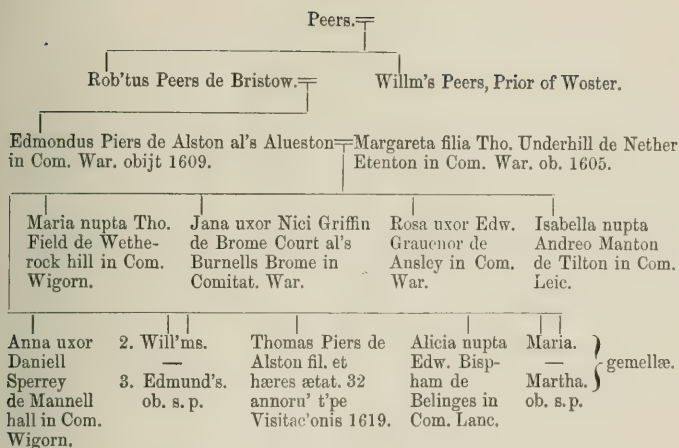 Peers.
Rob'tus Peers de Bristow.
Willm's Peers, Prior of Woster.
Edmondus Piers de Alston al's Alueston
in Com. War. obijt 1609.
Margareta filia Tho. Underhill de Nether
Etenton in Com. War. ob. 1605.
Maria nupta Tho.
Field de Wethe-
rock hill in Com.
Wigorn.
Jana uxor Nici Griffin
de Brome Court al's
Burnells Brome in
Comitat. War.
Rosa uxor Edw.
Grauenor de
Ansley in Com.
War.
Isabella nupta
Andreo Manton
de Tilton in Com.
Leic.
Anna uxor
Daniell
Sperrey
de Mannell
hall in Com.
Wigorn.
2. Will'ms.
—
3. Edmund's.
ob. s. p.
Thomas Piers de
Alston fil. et
hæres ætat. 32
annoru' t'pe
Visitac'onis 1619.
Alicia nupta
Edw. Bisp-
ham de
Belinges in
Com. Lanc.
Maria.
—
Martha.
ob. s. p.
gemellæ.